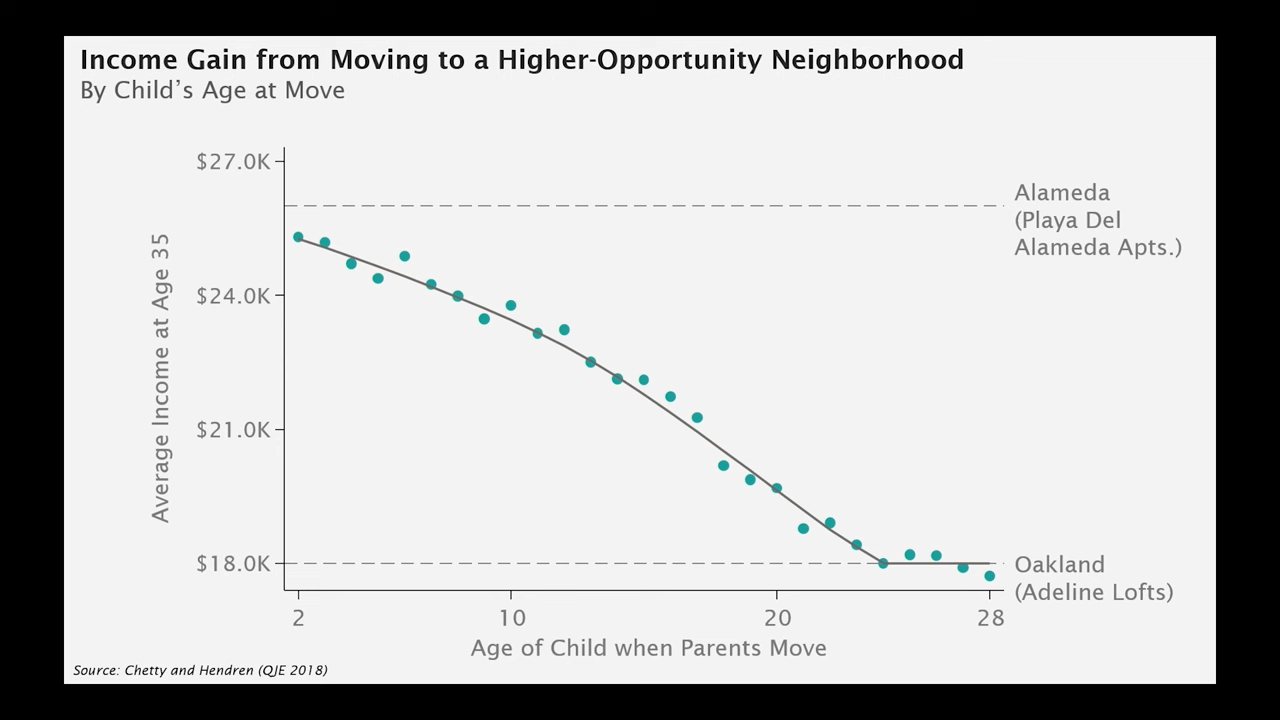 Income Gain from Moving to a Higher-Opportunity Neighborhood
By Child's Age at Move
$27.0K
Alameda
(Playa Del
Alameda Apts.)
Average Income at Age 35
$24.0K
$21.0K
$18.0K
Oakland
(Adeline Lofts)
2 10 20 28
Age of Child when Parents Move
Source: Chetty and Hendren (QJE 2018)